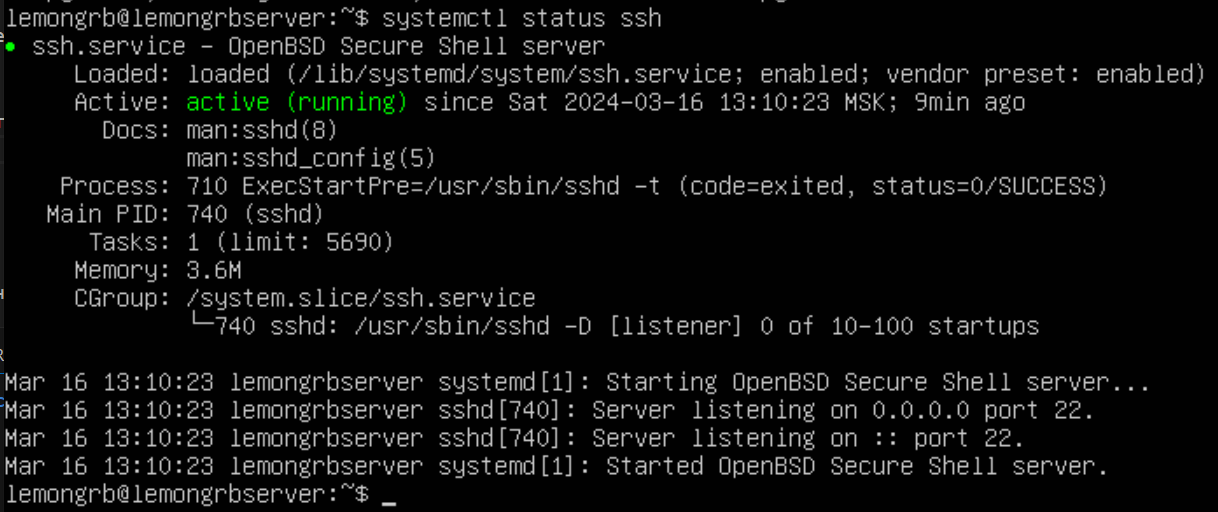 lemongrb@lemongrbserver:~$ systemctl status ssh
● ssh.service – OpenBSD Secure Shell server
     Loaded: loaded (/lib/systemd/system/ssh.service; enabled; vendor preset: enabled)
     Active: active (running) since Sat 2024-03-16 13:10:23 MSK; 9min ago
       Docs: man:sshd(8)
             man:sshd_config(5)
    Process: 710 ExecStartPre=/usr/sbin/sshd -t (code=exited, status=0/SUCCESS)
   Main PID: 740 (sshd)
      Tasks: 1 (limit: 5690)
     Memory: 3.6M
     CGroup: /system.slice/ssh.service
             └─740 sshd: /usr/sbin/sshd -D [listener] 0 of 10-100 startups
Mar 16 13:10:23 lemongrbserver systemd[1]: Starting OpenBSD Secure Shell server...
Mar 16 13:10:23 lemongrbserver sshd[740]: Server listening on 0.0.0.0 port 22.
Mar 16 13:10:23 lemongrbserver sshd[740]: Server listening on :: port 22.
Mar 16 13:10:23 lemongrbserver systemd[1]: Started OpenBSD Secure Shell server.
lemongrb@lemongrbserver:~$ _